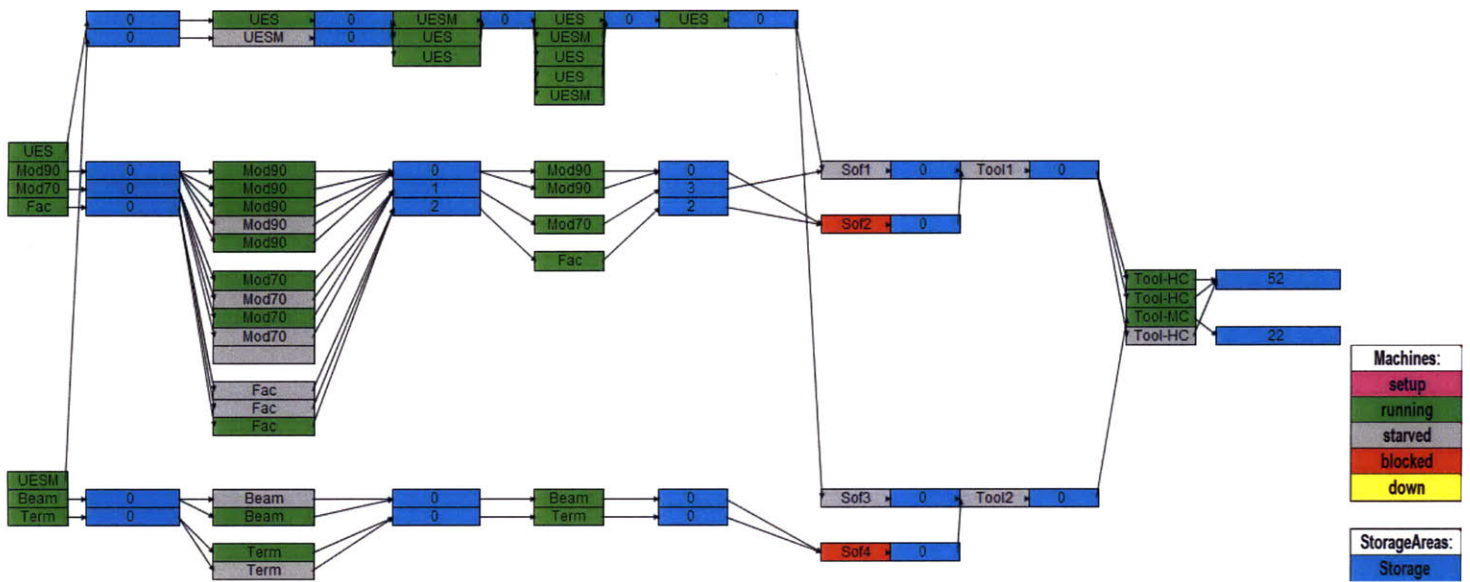 0 UES 0 UESM 0 UES 0 UES 0
0 UESM 0 UES UESM
UES UES
UES
UESM
UES
Mod90 0 Mod90 0 Mod90 0 Sof1 0 Tool1 0
Mod70 0 Mod90 1 Mod90 3
Fac 0 Mod90 2 2
Mod90 Mod70 Sof2 0
Mod90
Fac
Mod70 Tool-HC 52
Mod70 Tool-HC
Mod70 Tool-MC
Mod70 Tool-HC 22
Machines:
setup
Fac running
Fac starved
Fac blocked
UESM down
Beam 0 Beam 0 Beam 0 Sof3 0 Tool2 0
Term 0 Beam 0 Term 0
StorageAreas:
Term Sof4 0
Term Storage